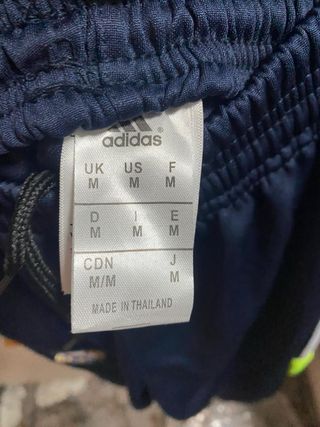 adidas®
UK US F
M M M
D I E
M M M
CDN J
M/M M
MADE IN THAILAND